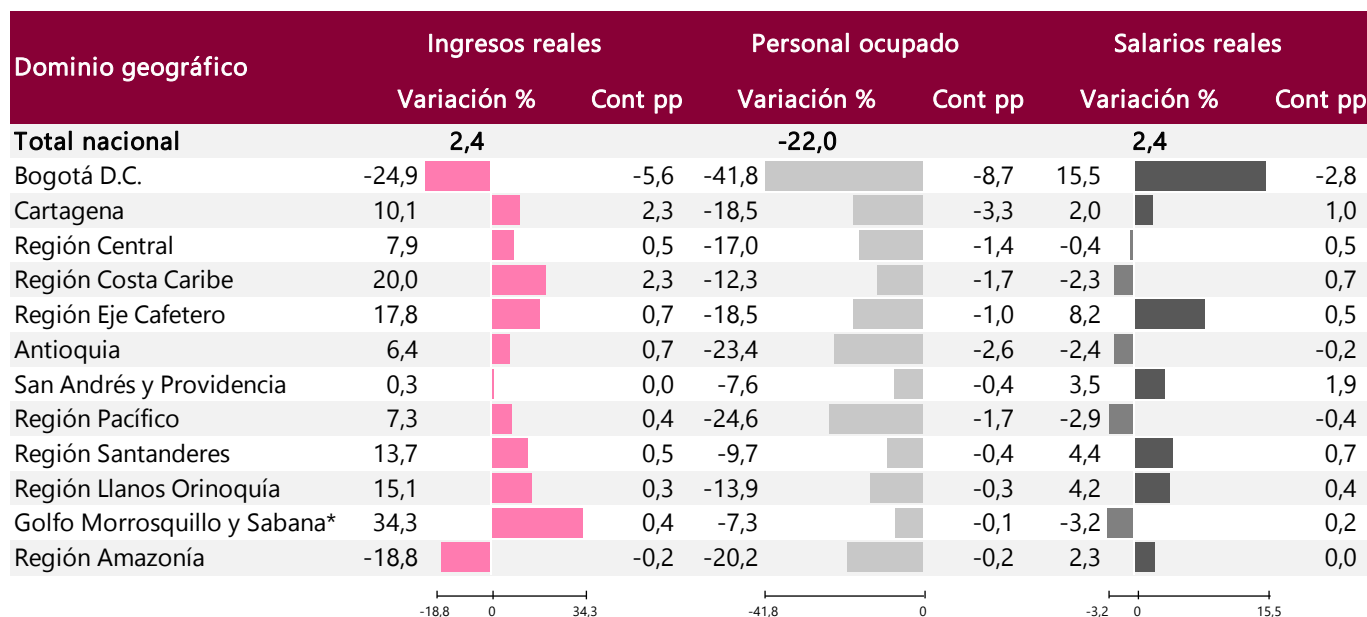 Dominio geográfico Ingresos reales Personal ocupado Salarios reales
Variación % Cont pp Variación % Cont pp Variación % Cont pp
Total nacional 2,4 -22,0 2,4
Bogotá D.C. -24,9 -5,6 -41,8 -8,7 15,5 -2,8
Cartagena 10,1 2,3 -18,5 -3,3 2,0 1,0
Región Central 7,9 0,5 -17,0 -1,4 -0,4 0,5
Región Costa Caribe 20,0 2,3 -12,3 -1,7 -2,3 0,7
Región Eje Cafetero 17,8 0,7 -18,5 -1,0 8,2 0,5
Antioquia 6,4 0,7 -23,4 -2,6 -2,4 -0,2
San Andrés y Providencia 0,3 0,0 -7,6 -0,4 3,5 1,9
Región Pacífico 7,3 0,4 -24,6 -1,7 -2,9 -0,4
Región Santanderes 13,7 0,5 -9,7 -0,4 4,4 0,7
Región Llanos Orinoquía 15,1 0,3 -13,9 -0,3 4,2 0,4
Golfo Morrosquillo y Sabana* 34,3 0,4 -7,3 -0,1 -3,2 0,2
Región Amazonía -18,8 -0,2 -20,2 -0,2 2,3 0,0
-18,8 0 34,3 -41,8 0 -3,2 0 15,5